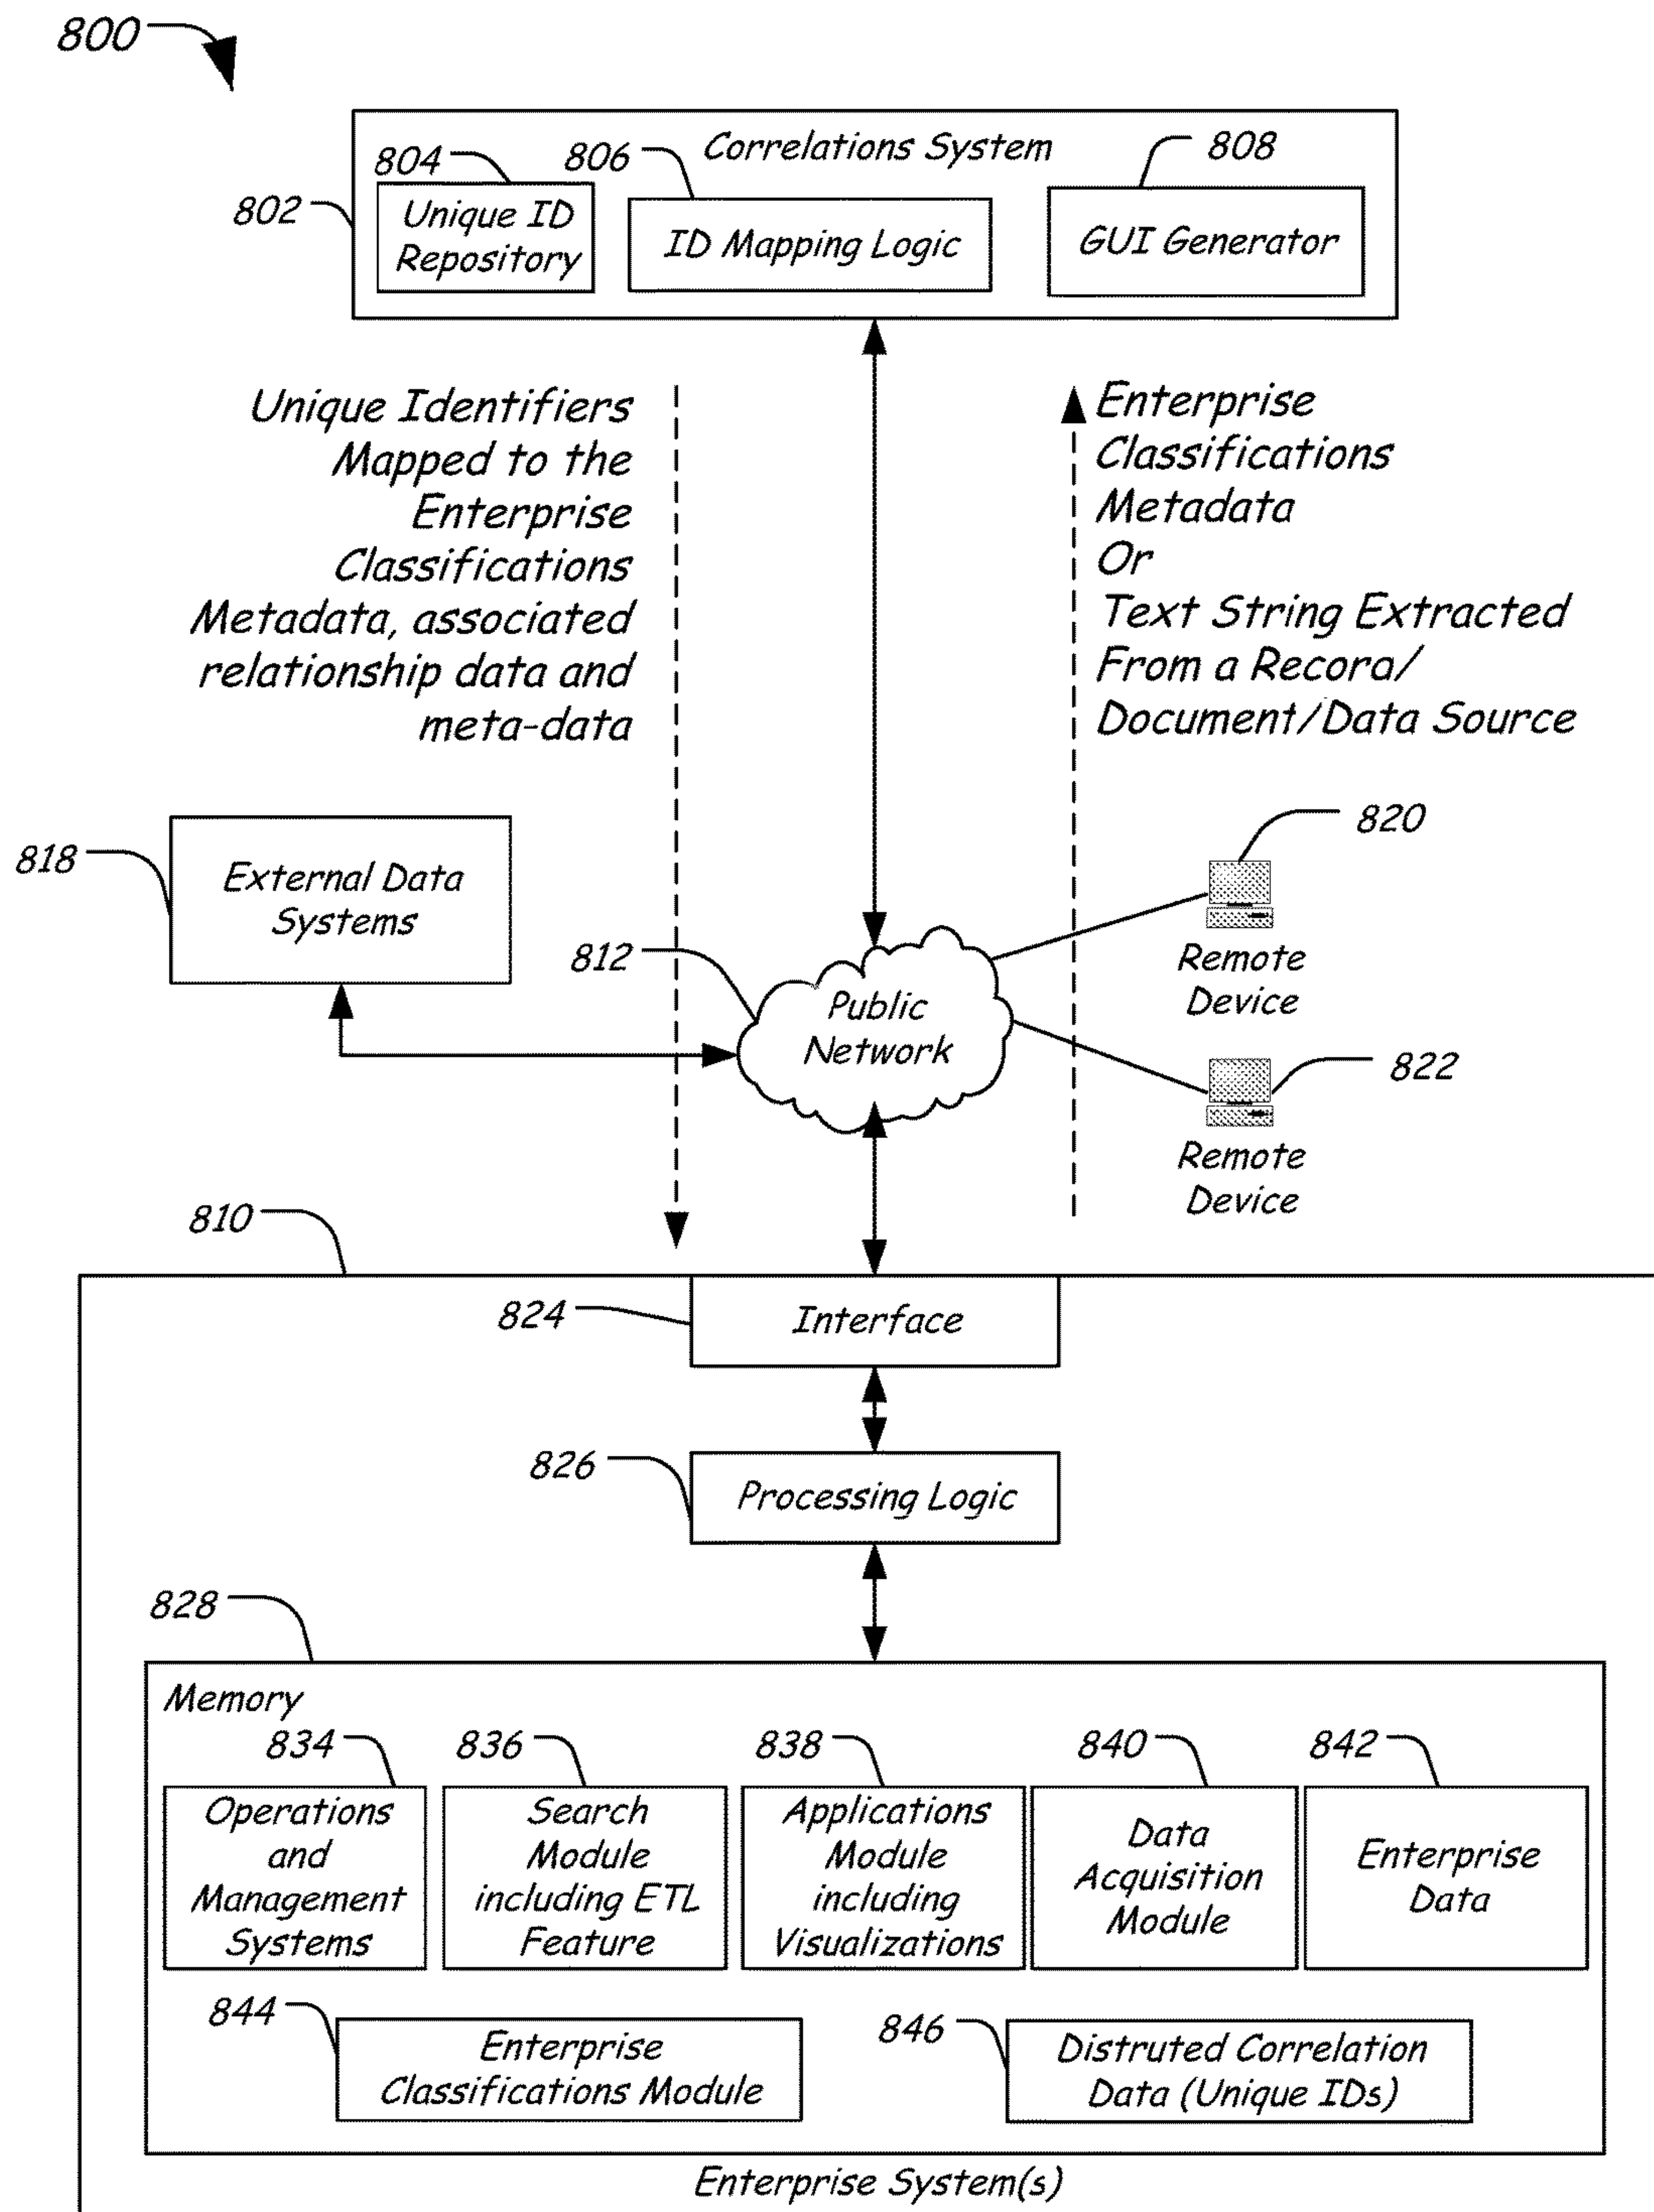 800
Correlations System
804
806
808
802
Unique ID
Repository
ID Mapping Logic
GUI Generator
Unique Identifiers
Mapped to the
Enterprise
Classifications
Metadata, associated
relationship data and
meta-data
Enterprise
Classifications
Metadata
Or
Text String Extracted
From a Recora/
Document/Data Source
818
External Data
Systems
812
Public
Network
820
Remote
Device
822
Remote
Device
810
824
Interface
826
Processing Logic
828
Memory
834
836
838
840
842
Operations
and
Management
Systems
Search
Module
including ETL
Feature
Applications
Module
including
Visualizations
Data
Acquisition
Module
Enterprise
Data
844
Enterprise
Classifications Module
846
Distruted Correlation
Data (Unique IDs)
Enterprise System(s)